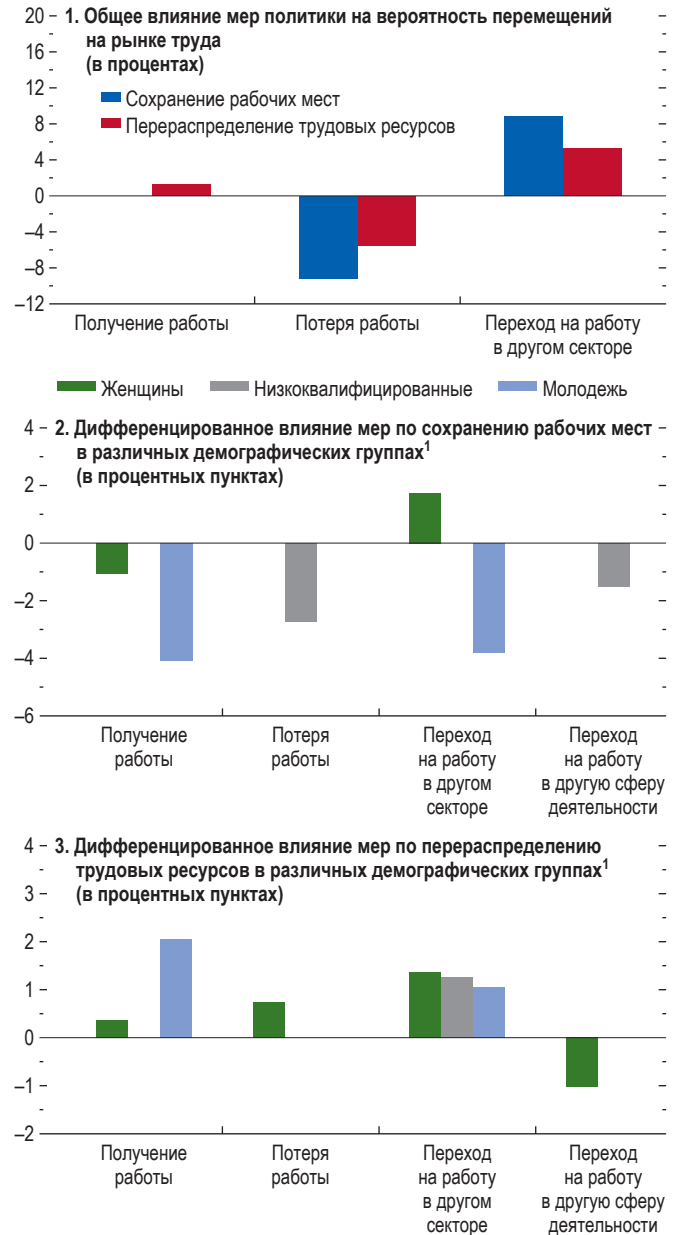 1. Общее влияние мер политики на вероятность перемещений
на рынке труда
(в процентах)
20
16
12
8
4
0
–4
–8
–12
Сохранение рабочих мест
Перераспределение трудовых ресурсов
Получение работы
Потеря работы
Переход на работу
в другом секторе
Женщины
Низкоквалифицированные
Молодежь
2. Дифференцированное влияние мер по сохранению рабочих мест
в различных демографических группах1
(в процентных пунктах)
4
2
0
–2
–4
–6
Получение
работы
Потеря
работы
Переход
на работу
в другом
секторе
Переход
на работу
в другую сферу
деятельности
3. Дифференцированное влияние мер по перераспределению
трудовых ресурсов в различных демографических группах1
(в процентных пунктах)
4
3
2
1
0
–1
–2
Получение
работы
Потеря
работы
Переход
на работу
в другом
секторе
Переход
на работу
в другую сферу
деятельности